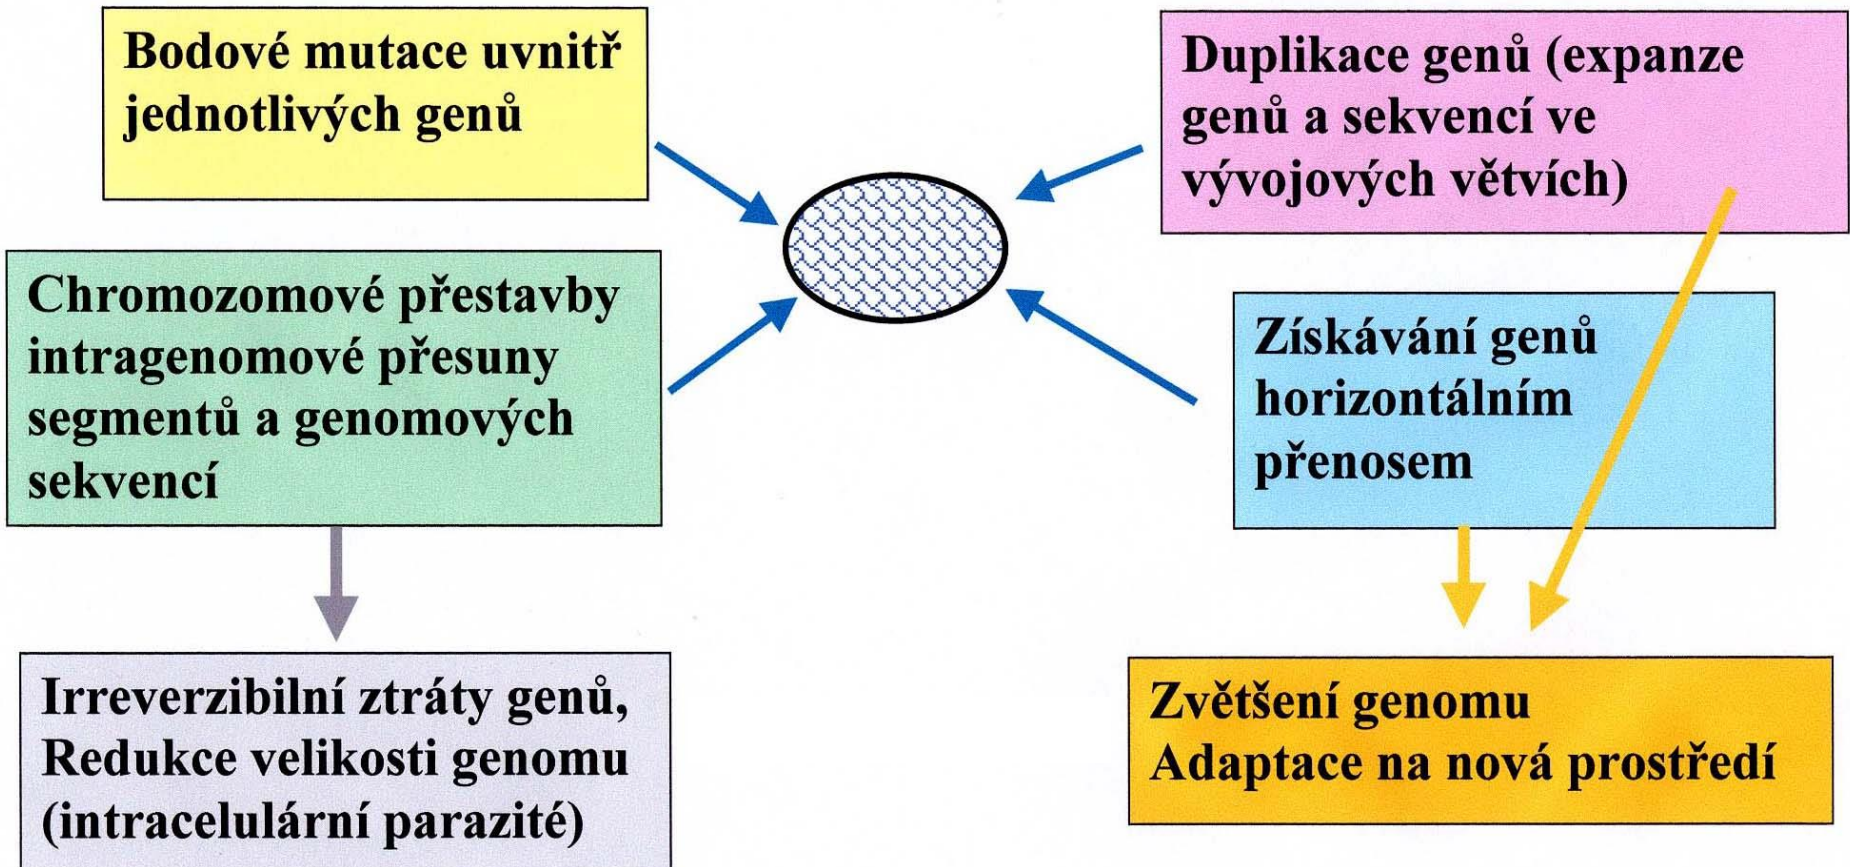 Bodové mutace uvnitř
jednotlivých genů
Duplikace genů (expanze
genů a sekvencí ve
vývojových větvích)
Chromozomové přestavby
intragenomové přesuny
segmentů a genomových
sekvencí
Získávání genů
horizontálním
přenosem
Irreverzibilní ztráty genů,
Redukce velikosti genomu
(intracelulární parazité)
Zvětšení genomu
Adaptace na nová prostředí